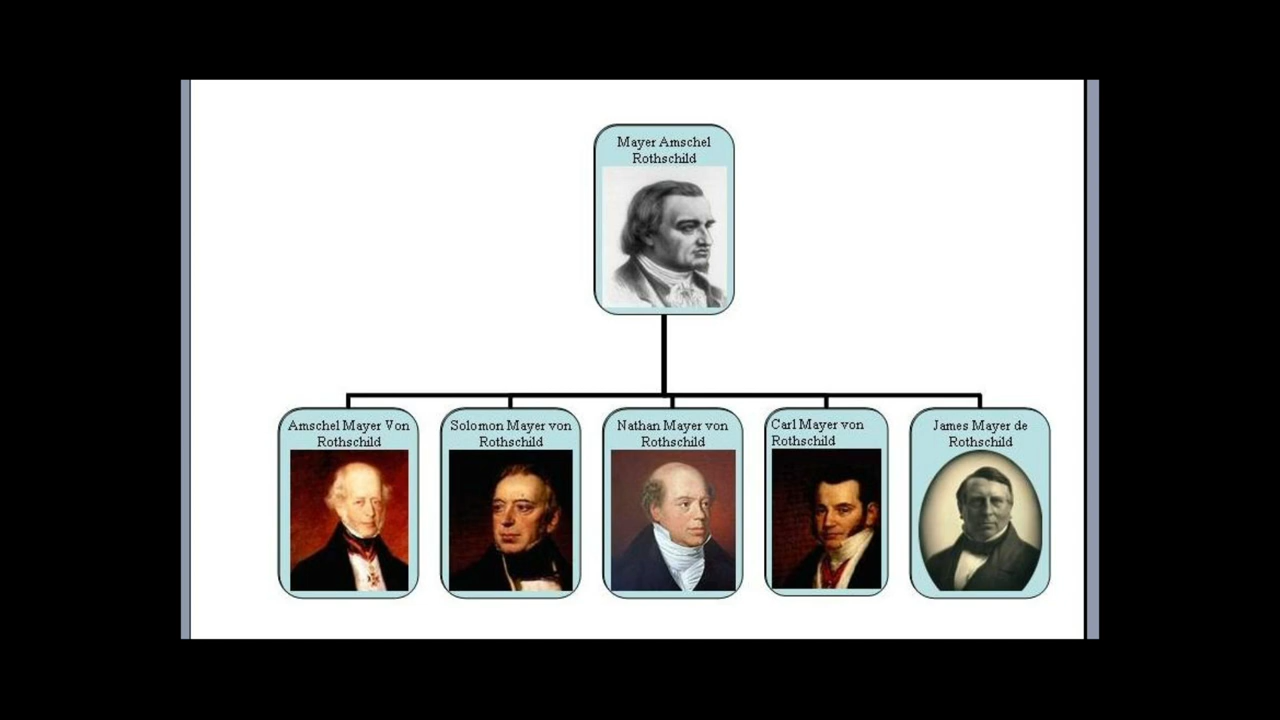 Mayer Amschel
Rothschild
Amschel Mayer Von
Rothschild
Solomon Mayer von
Rothschild
Nathan Mayer von
Rothschild
Carl Mayer von
Rothschild
James Mayer de
Rothschild